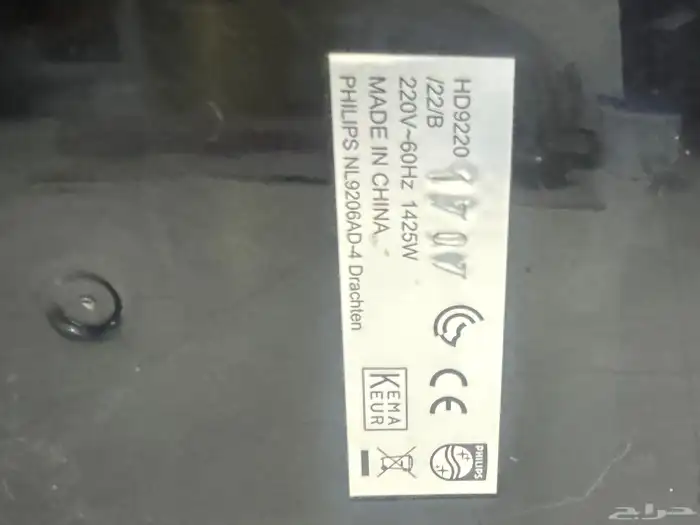 HD9220
/22/B
1707
220V~60Hz 1425W
MADE IN CHINA
PHILIPS NL9206AD-4 Drachten
CE
KEMA
KEUR
PHILIPS
حراج